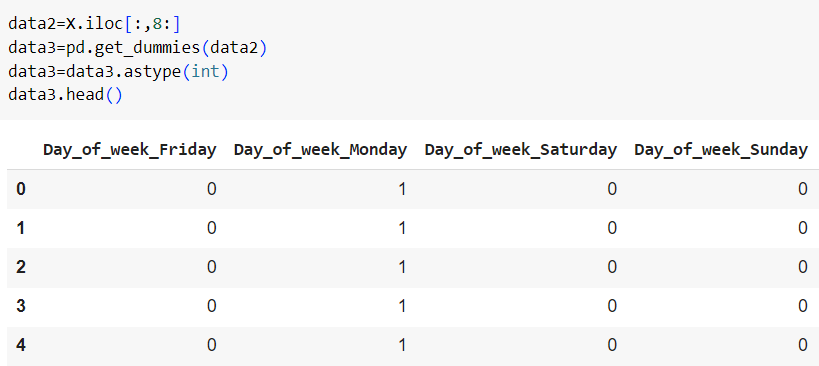 data2=X.iloc[:,8:]
data3=pd.get_dummies(data2)
data3=data3.astype(int)
data3.head()
Day_of_week_Friday Day_of_week_Monday Day_of_week_Saturday Day_of_week_Sunday
0 0 1 0 0
1 0 1 0 0
2 0 1 0 0
3 0 1 0 0
4 0 1 0 0